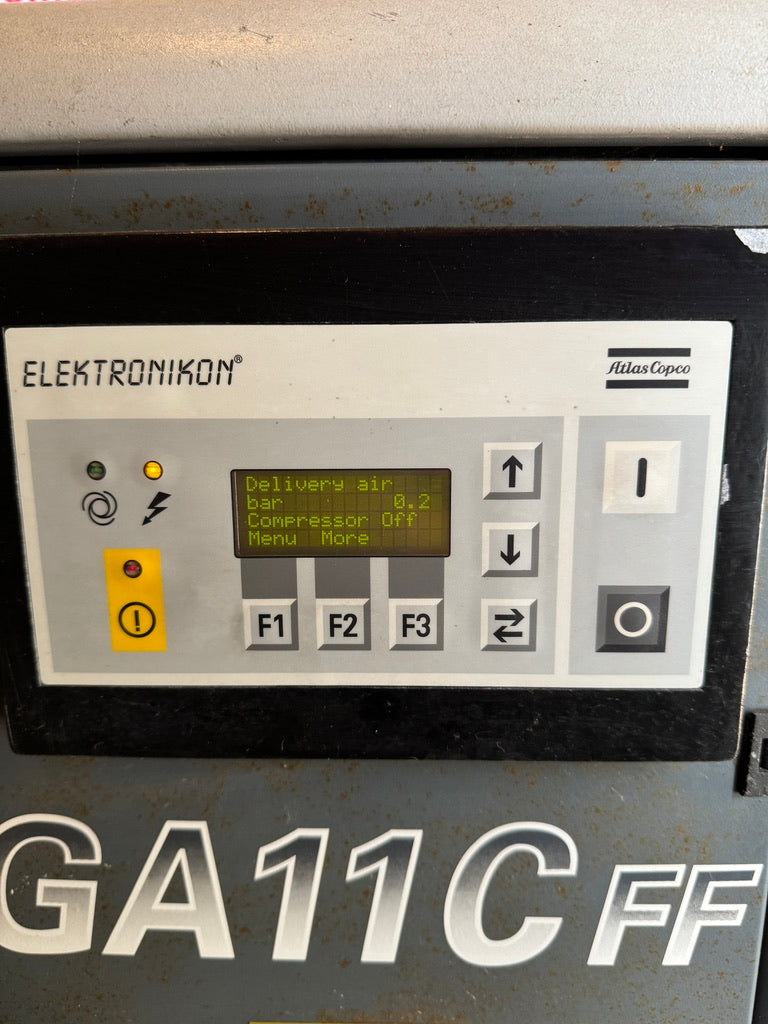 ELEKTRONIKON®
Atlas Copco
Delivery air
bar 0.2
Compressor Off
Menu More
F1 F2 F3
GA11C FF